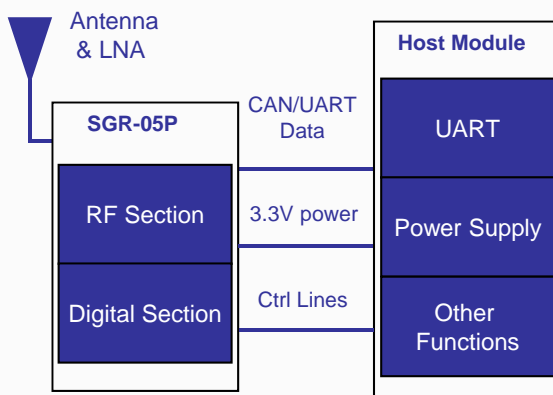 Antenna
& LNA
SGR-05P
RF Section
Digital Section
CAN/UART
Data
3.3V power
Ctrl Lines
Host Module
UART
Power Supply
Other
Functions